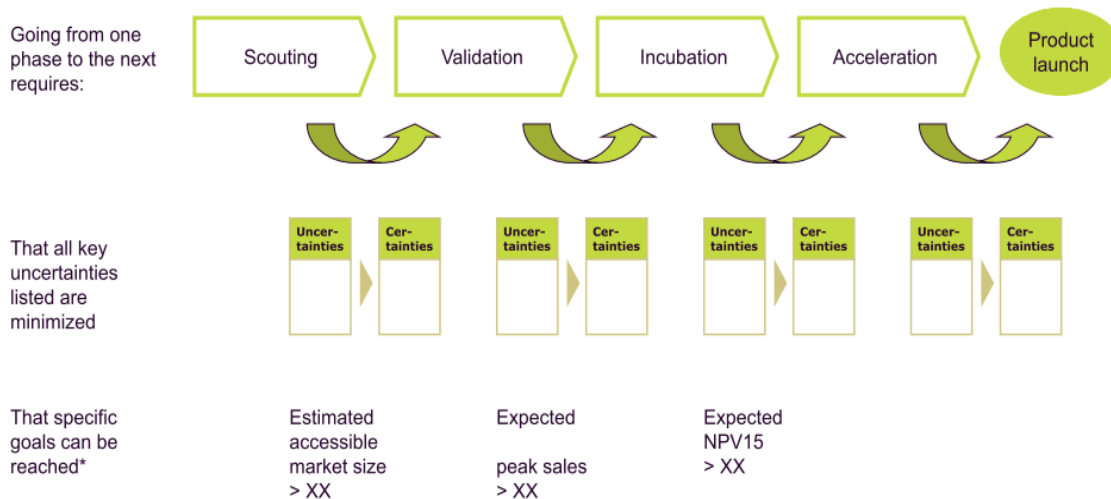 Going from one
phase to the next
requires:
Scouting
Validation
Incubation
Acceleration
Product
launch
That all key
uncertainties
listed are
minimized
Uncer-
tainties
Cer-
tainties
Uncer-
tainties
Cer-
tainties
Uncer-
tainties
Cer-
tainties
Uncer-
tainties
Cer-
tainties
That specific
goals can be
reached*
Estimated
accessible
market size
> XX
Expected
peak sales
> XX
Expected
NPV15
> XX